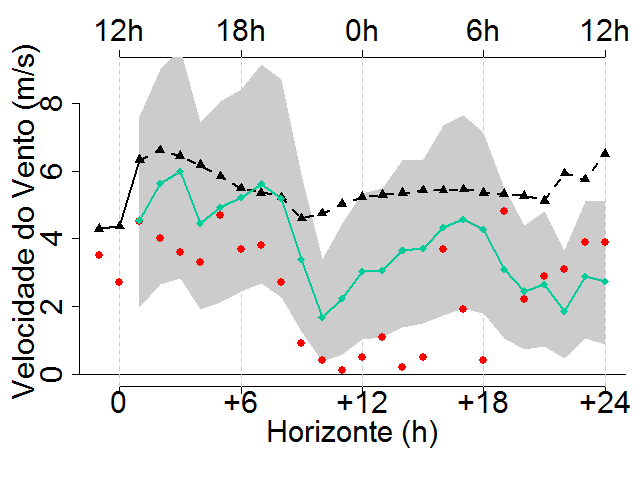 12h 18h 0h 6h 12h
Velocidade do Vento (m/s)
8
6
4
2
0
0 +6 +12 +18 +24
Horizonte (h)